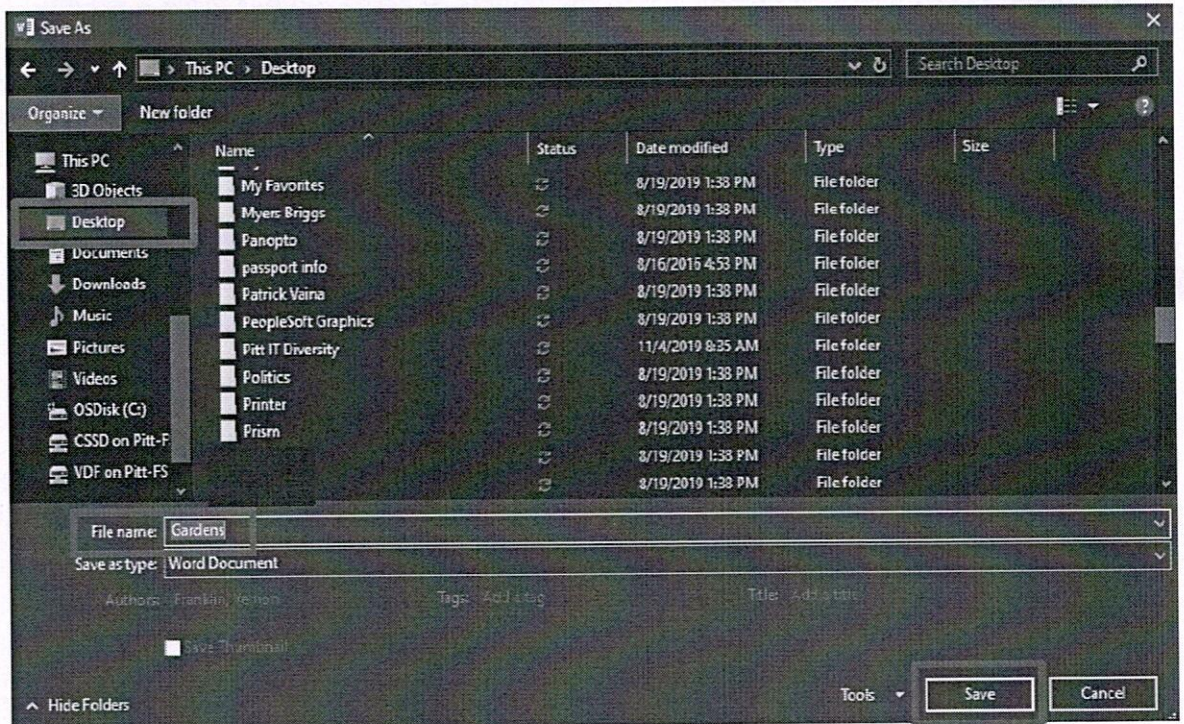 Save As
This PC > Desktop
Search Desktop
Organize
New folder
Name Status Date modified Type Size
This PC
3D Objects
Desktop
Documents
Downloads
Music
Pictures
Videos
OSDisk (C:)
CSSD on Pitt-F
VDF on Pitt-FS
My Favorites 8/19/2019 1:38 PM File folder
Myers Briggs 8/19/2019 1:38 PM File folder
Panopto 8/19/2019 1:38 PM File folder
passport info 8/16/2016 4:53 PM File folder
Patrick Vaina 8/19/2019 1:38 PM File folder
PeopleSoft Graphics 8/19/2019 1:38 PM File folder
Pitt IT Diversity 11/4/2019 8:35 AM File folder
Politics 8/19/2019 1:38 PM File folder
Printer 8/19/2019 1:38 PM File folder
Prism 8/19/2019 1:38 PM File folder
8/19/2019 1:38 PM File folder
8/19/2019 1:38 PM File folder
File name: Gardens
Save as type: Word Document
Authors: Franklin, Tags: Add a tag Title: Add a title
Save Thumbnail
Hide Folders
Tools Save Cancel